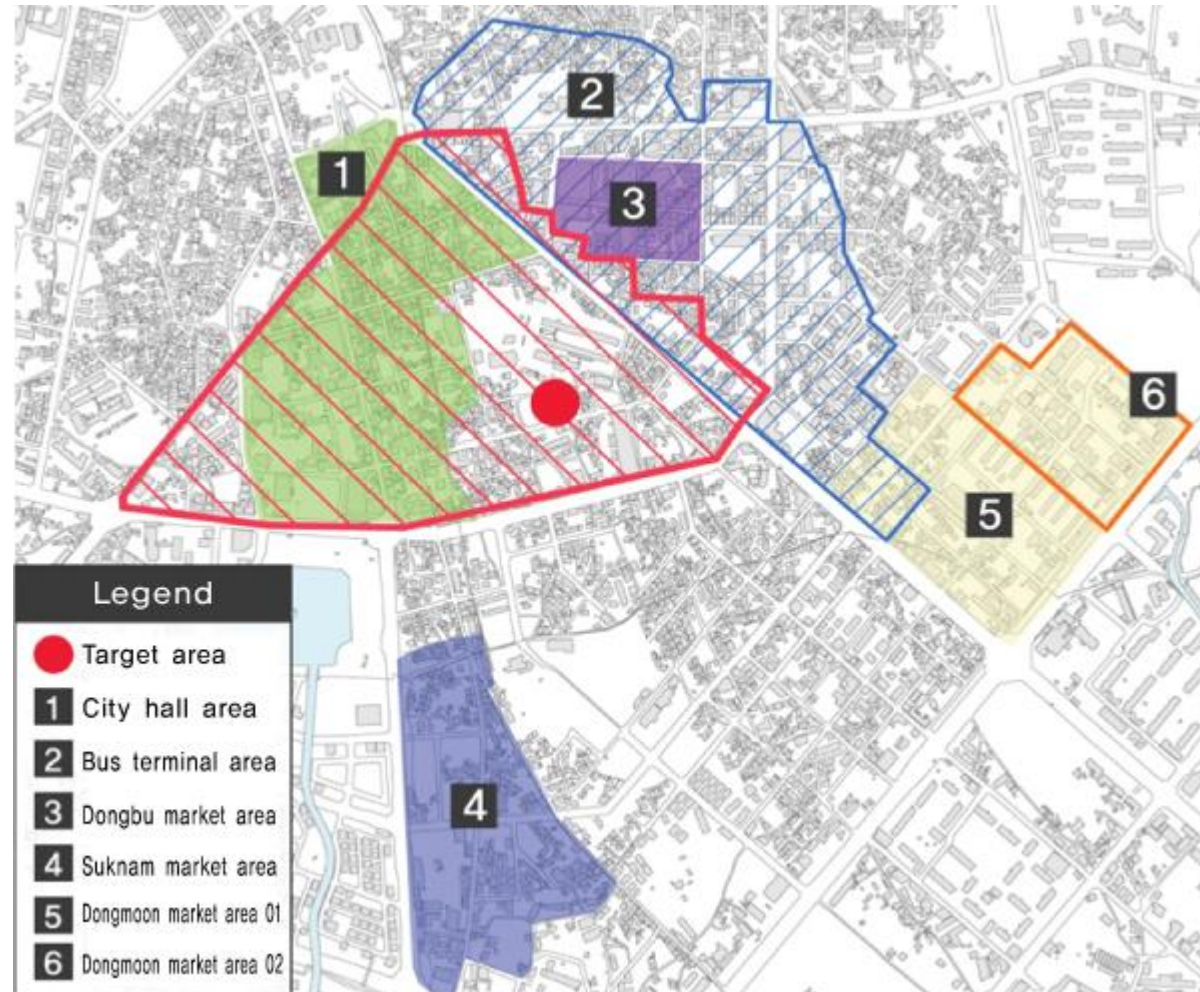 1
2
3
4
5
6
Legend
Target area
1 City hall area
2 Bus terminal area
3 Dongbu market area
4 Suknam market area
5 Dongmoon market area 01
6 Dongmoon market area 02